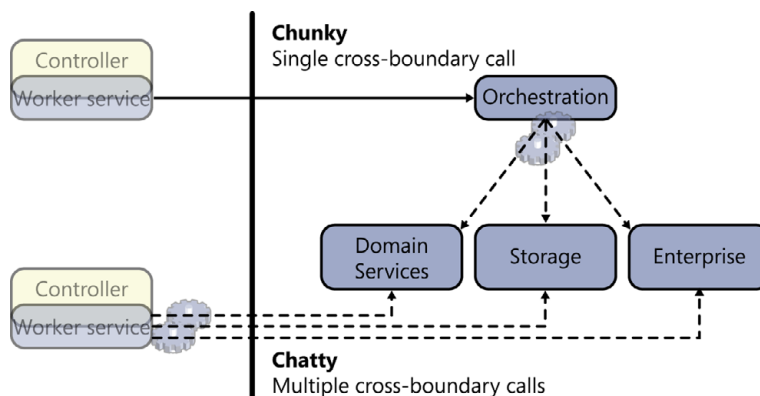 Chunky
Single cross-boundary call
Controller
Worker service
Orchestration
Domain
Services
Storage
Enterprise
Controller
Worker service
Chatty
Multiple cross-boundary calls